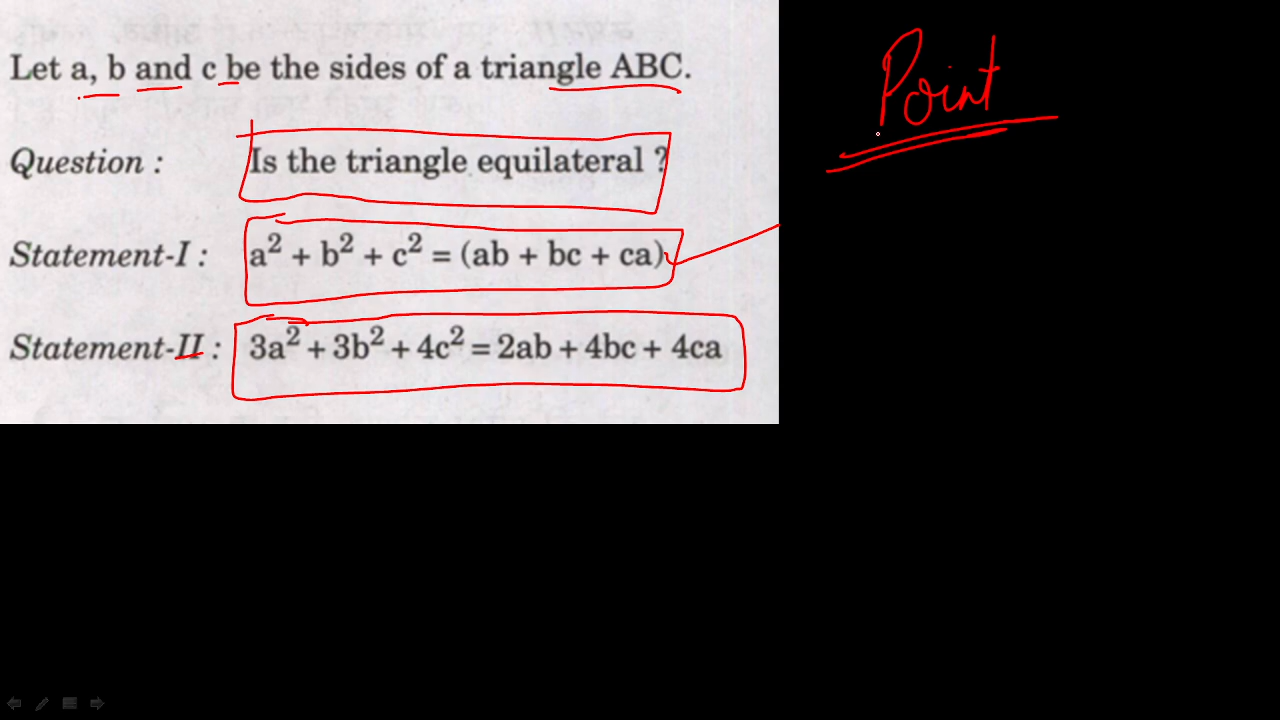 Let a, b and c be the sides of a triangle ABC.
Question : Is the triangle equilateral ?
Statement-I : a² + b² + c² = (ab + bc + ca)
Statement-II : 3a² + 3b² + 4c² = 2ab + 4bc + 4ca
Point